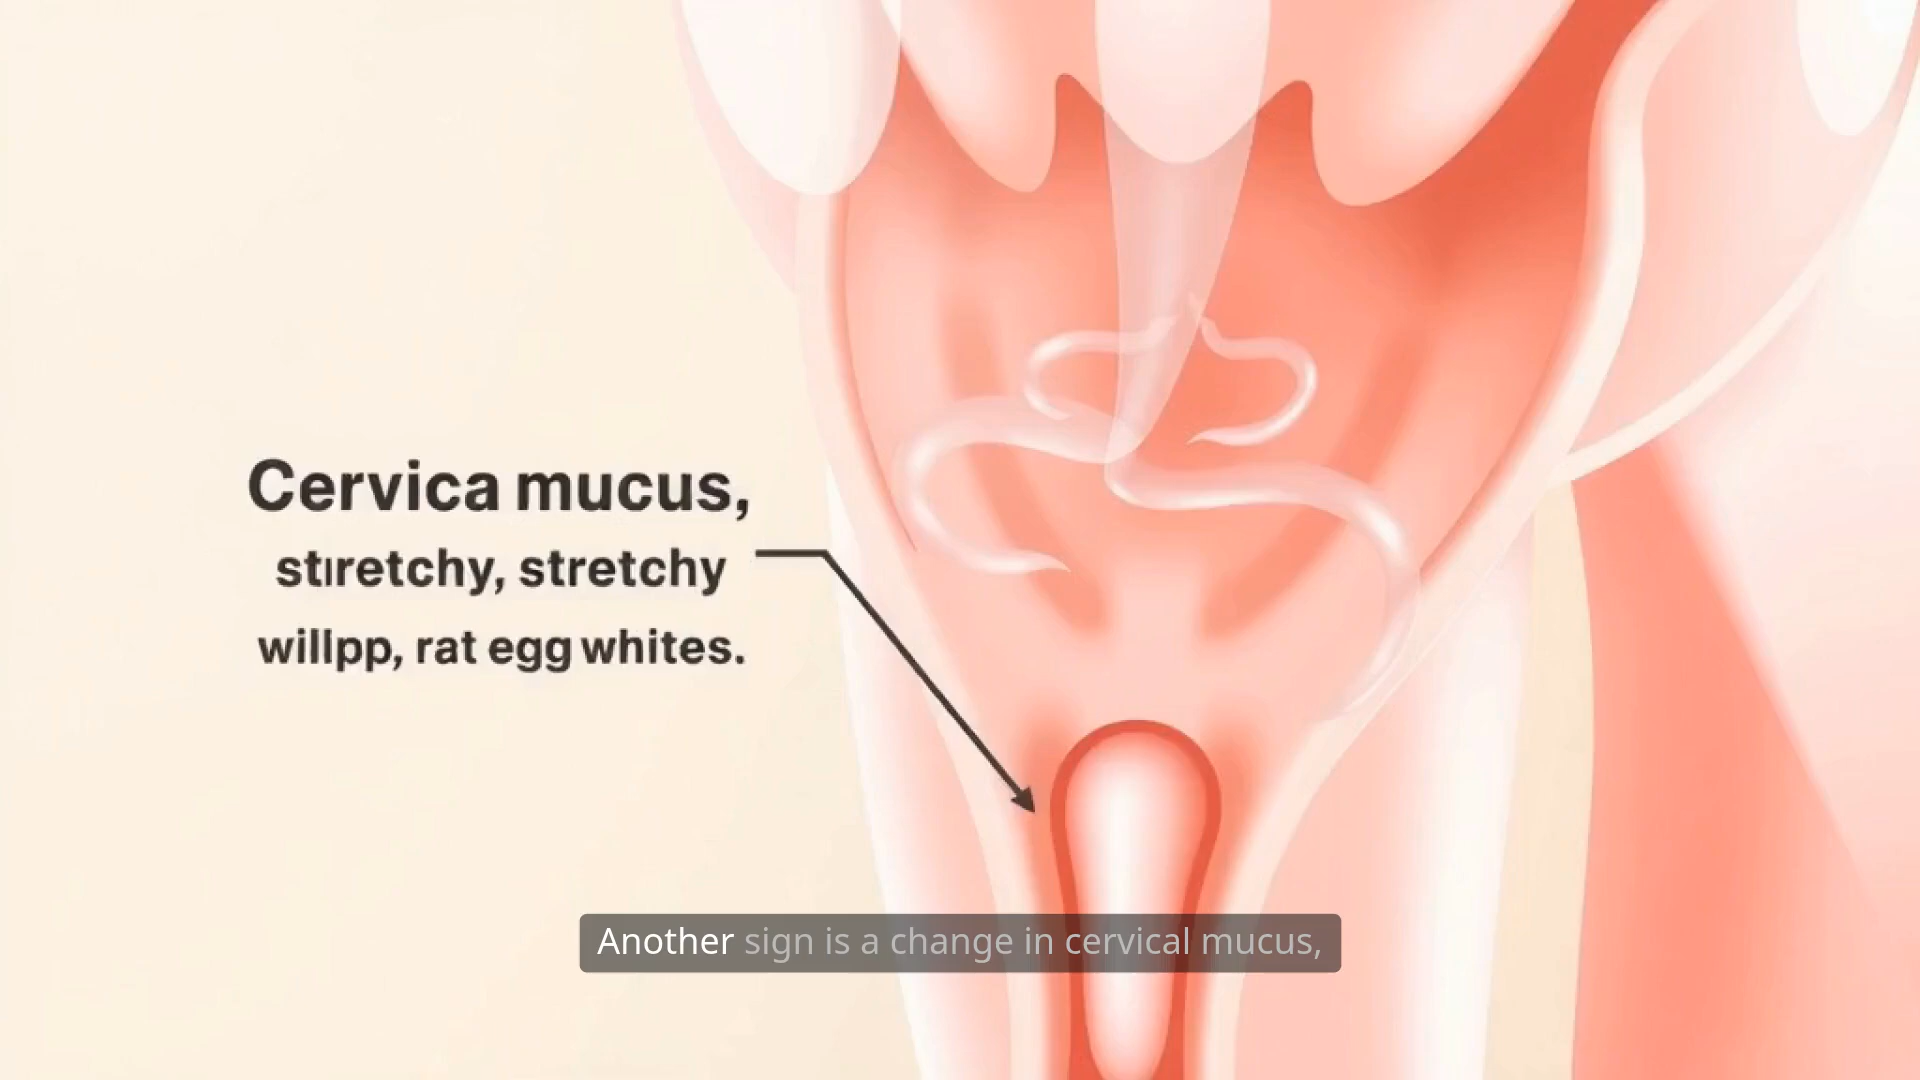 Cervica mucus,
stıretchy, stretchy
willpp, rat egg whites.
Another sign is a change in cervical mucus,